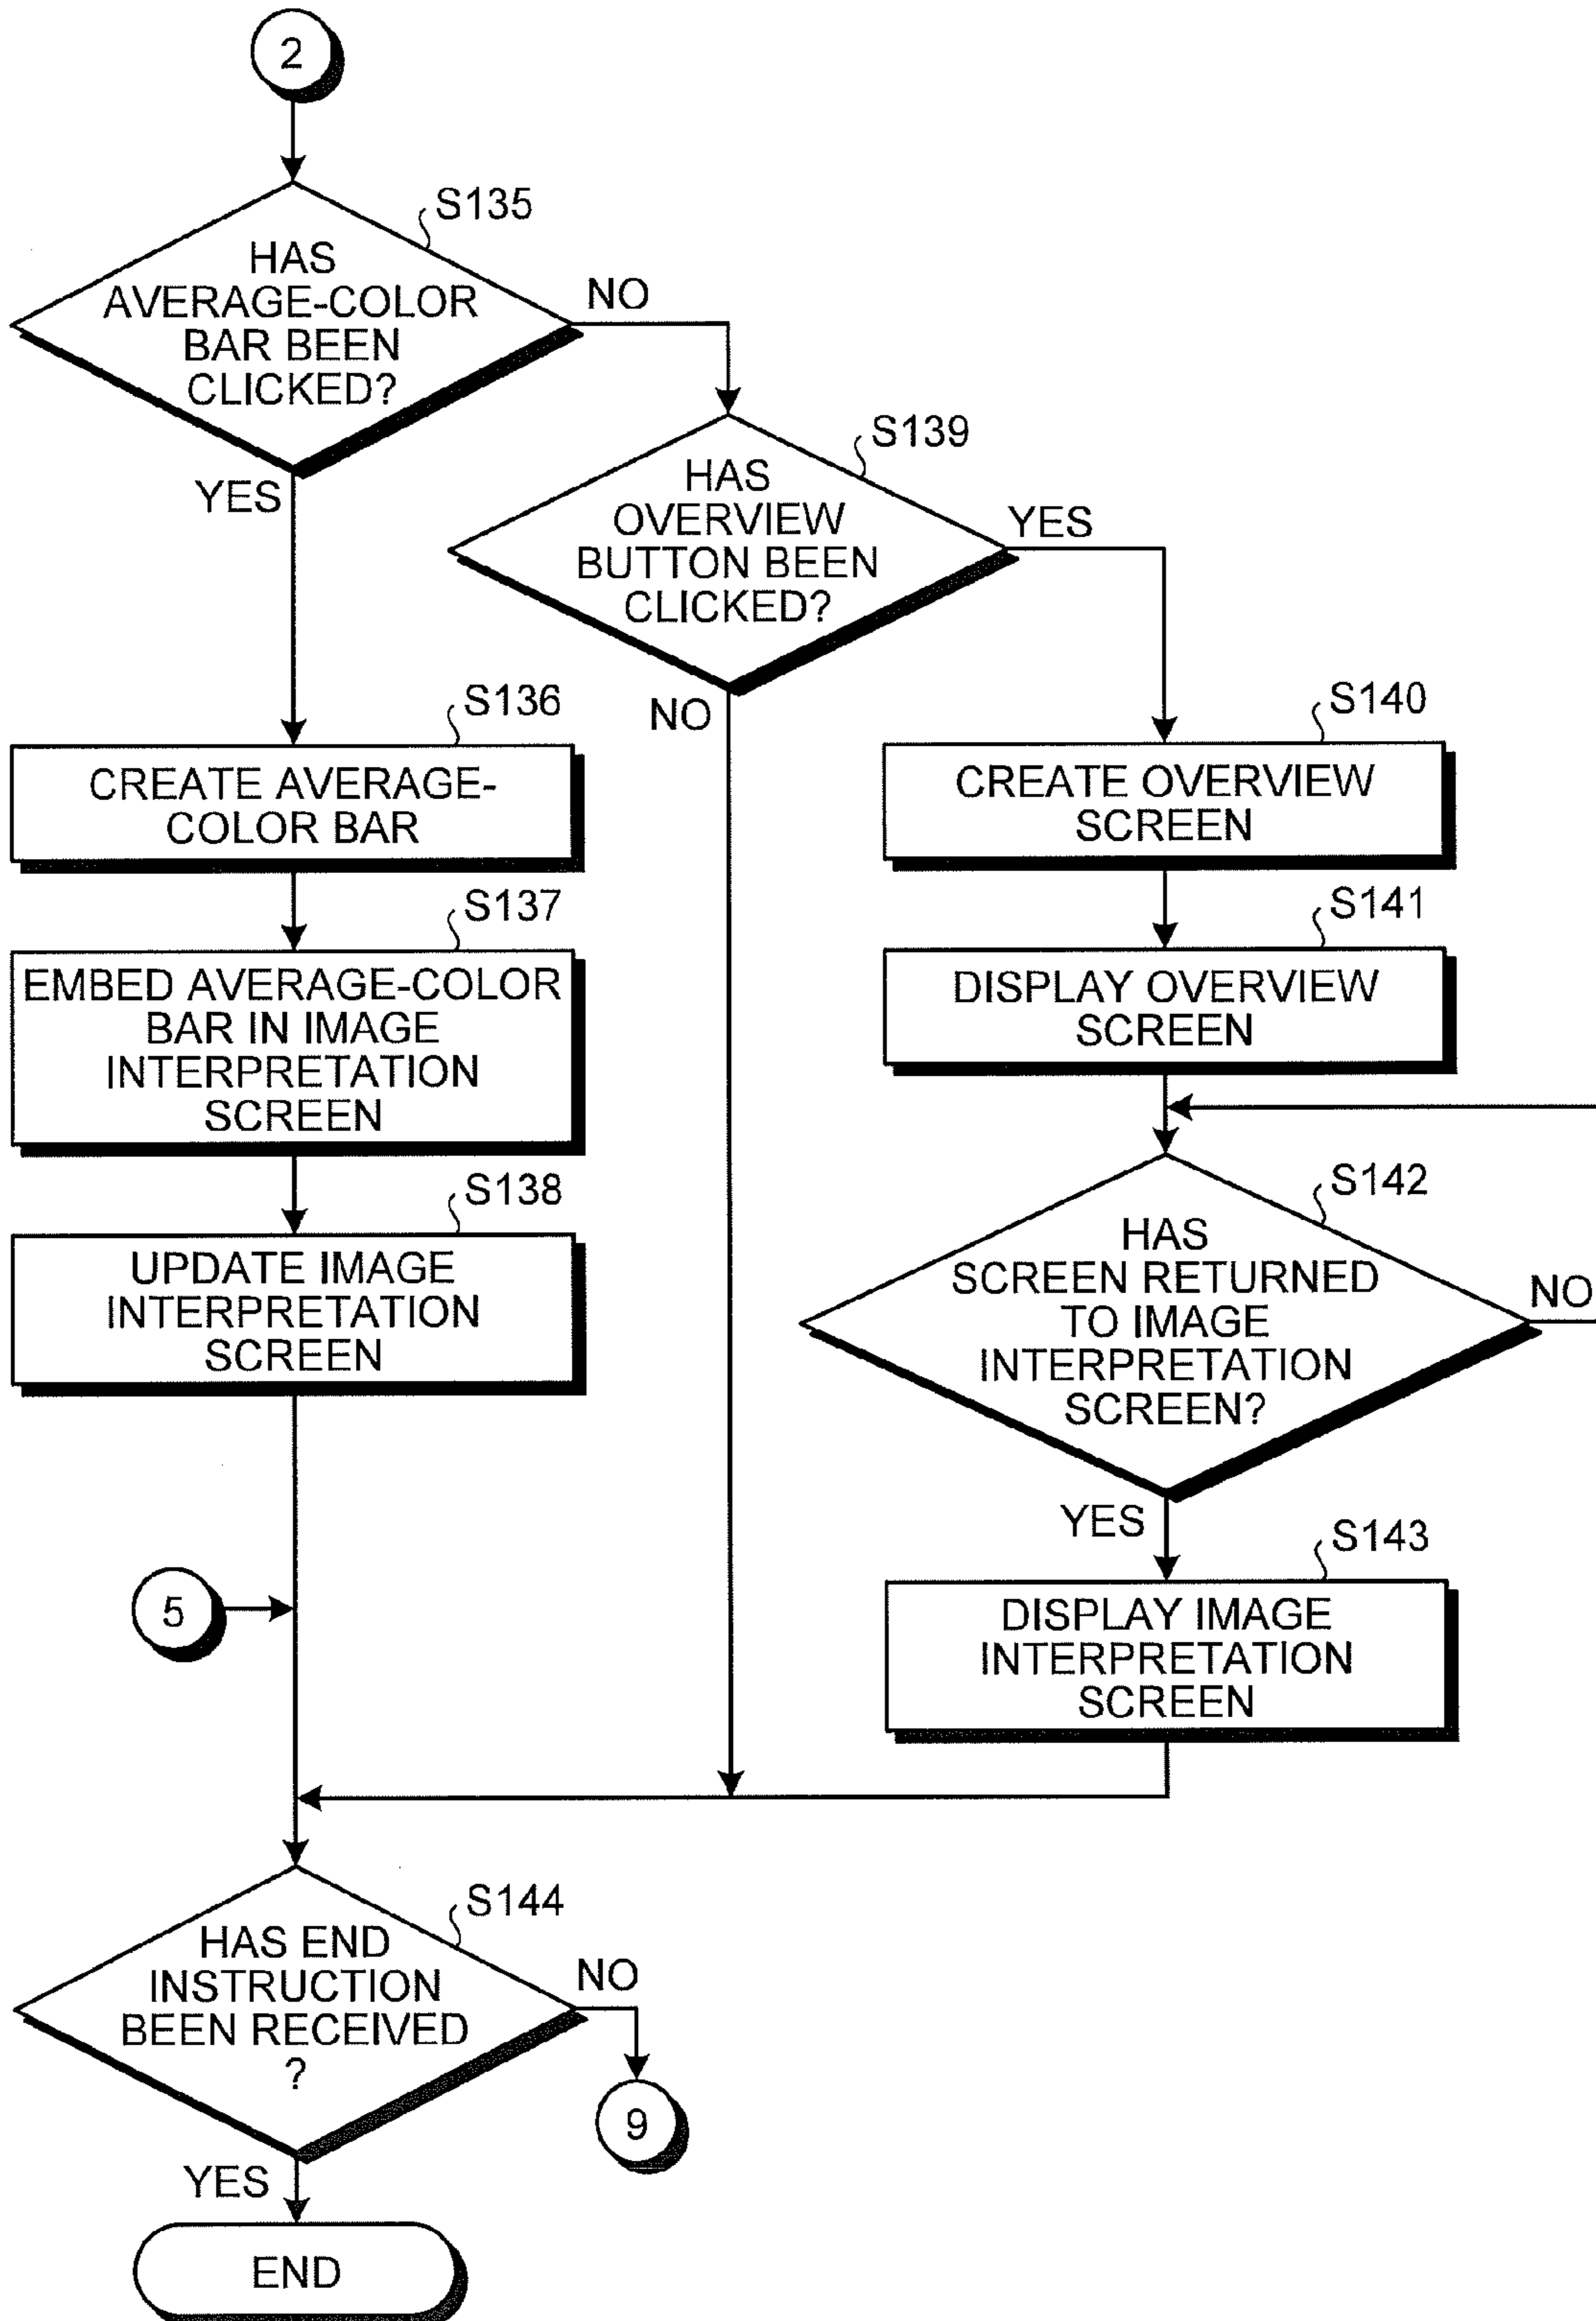 2
S135
HAS
AVERAGE-COLOR
BAR BEEN
CLICKED?
NO
YES
S139
HAS
OVERVIEW
BUTTON BEEN
CLICKED?
YES
NO
S136
CREATE AVERAGE-
COLOR BAR
S137
EMBED AVERAGE-COLOR
BAR IN IMAGE
INTERPRETATION
SCREEN
S138
UPDATE IMAGE
INTERPRETATION
SCREEN
5
S140
CREATE OVERVIEW
SCREEN
S141
DISPLAY OVERVIEW
SCREEN
S142
HAS
SCREEN RETURNED
TO IMAGE
INTERPRETATION
SCREEN?
NO
YES
S143
DISPLAY IMAGE
INTERPRETATION
SCREEN
S144
HAS END
INSTRUCTION
BEEN RECEIVED
?
NO
9
YES
END